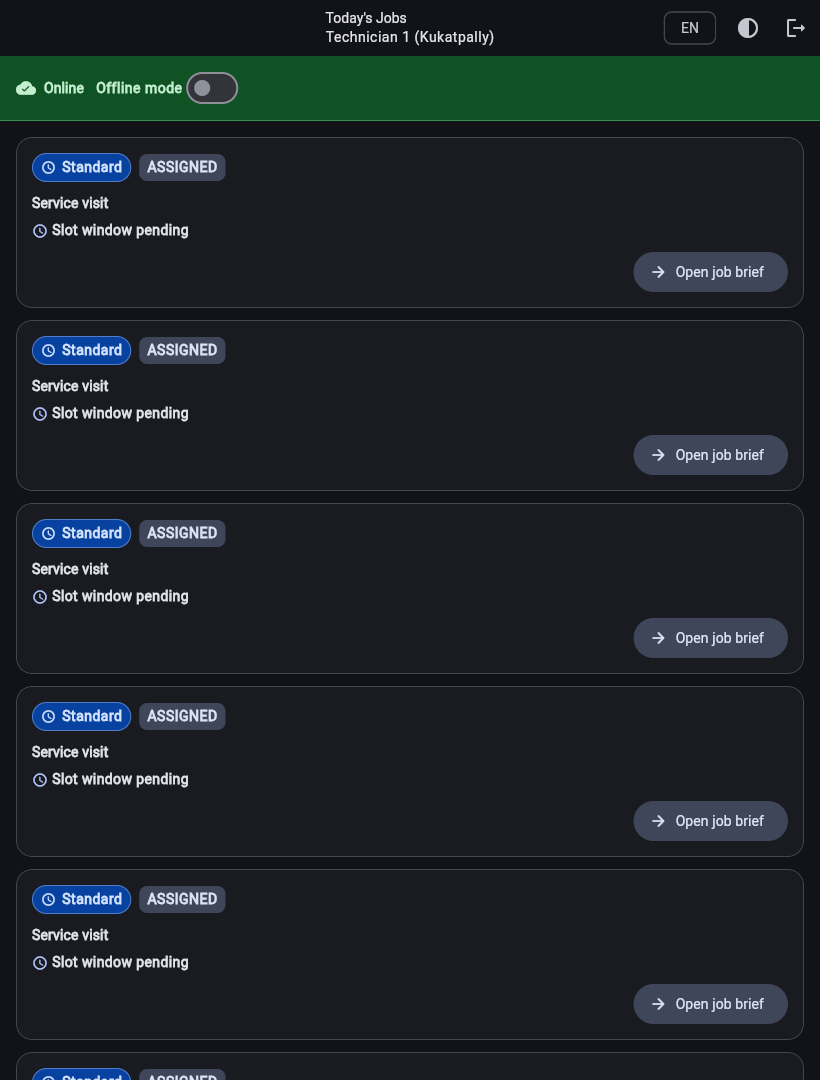 Today's Jobs
Technician 1 (Kukatpally)
EN
Online Offline mode
Standard ASSIGNED
Service visit
Slot window pending
Open job brief
Standard ASSIGNED
Service visit
Slot window pending
Open job brief
Standard ASSIGNED
Service visit
Slot window pending
Open job brief
Standard ASSIGNED
Service visit
Slot window pending
Open job brief
Standard ASSIGNED
Service visit
Slot window pending
Open job brief
Standard ASSIGNED